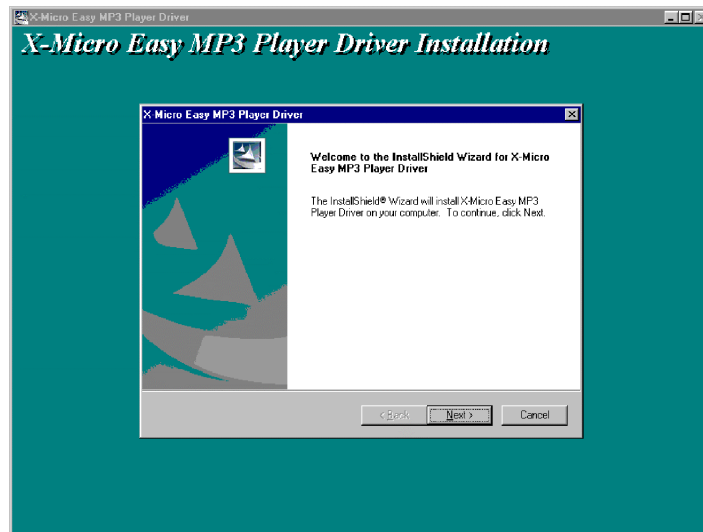 X-Micro Easy MP3 Player Driver
X-Micro Easy MP3 Player Driver Installation
X-Micro Easy MP3 Player Driver
Welcome to the InstallShield Wizard for X-Micro
Easy MP3 Player Driver
The InstallShield® Wizard will install X-Micro Easy MP3
Player Driver on your computer. To continue, click Next.
< Back Next > Cancel